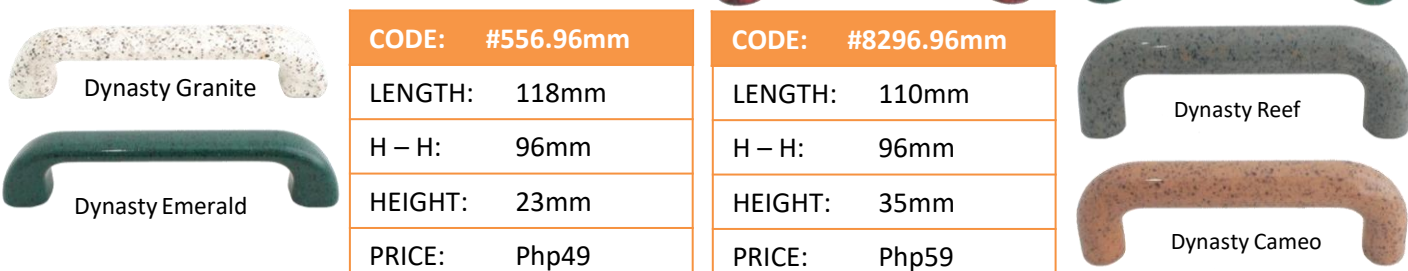 Dynasty Granite
Dynasty Emerald
CODE: #556.96mm
LENGTH: 118mm
H – H: 96mm
HEIGHT: 23mm
PRICE: Php49
CODE: #8296.96mm
LENGTH: 110mm
H – H: 96mm
HEIGHT: 35mm
PRICE: Php59
Dynasty Reef
Dynasty Cameo